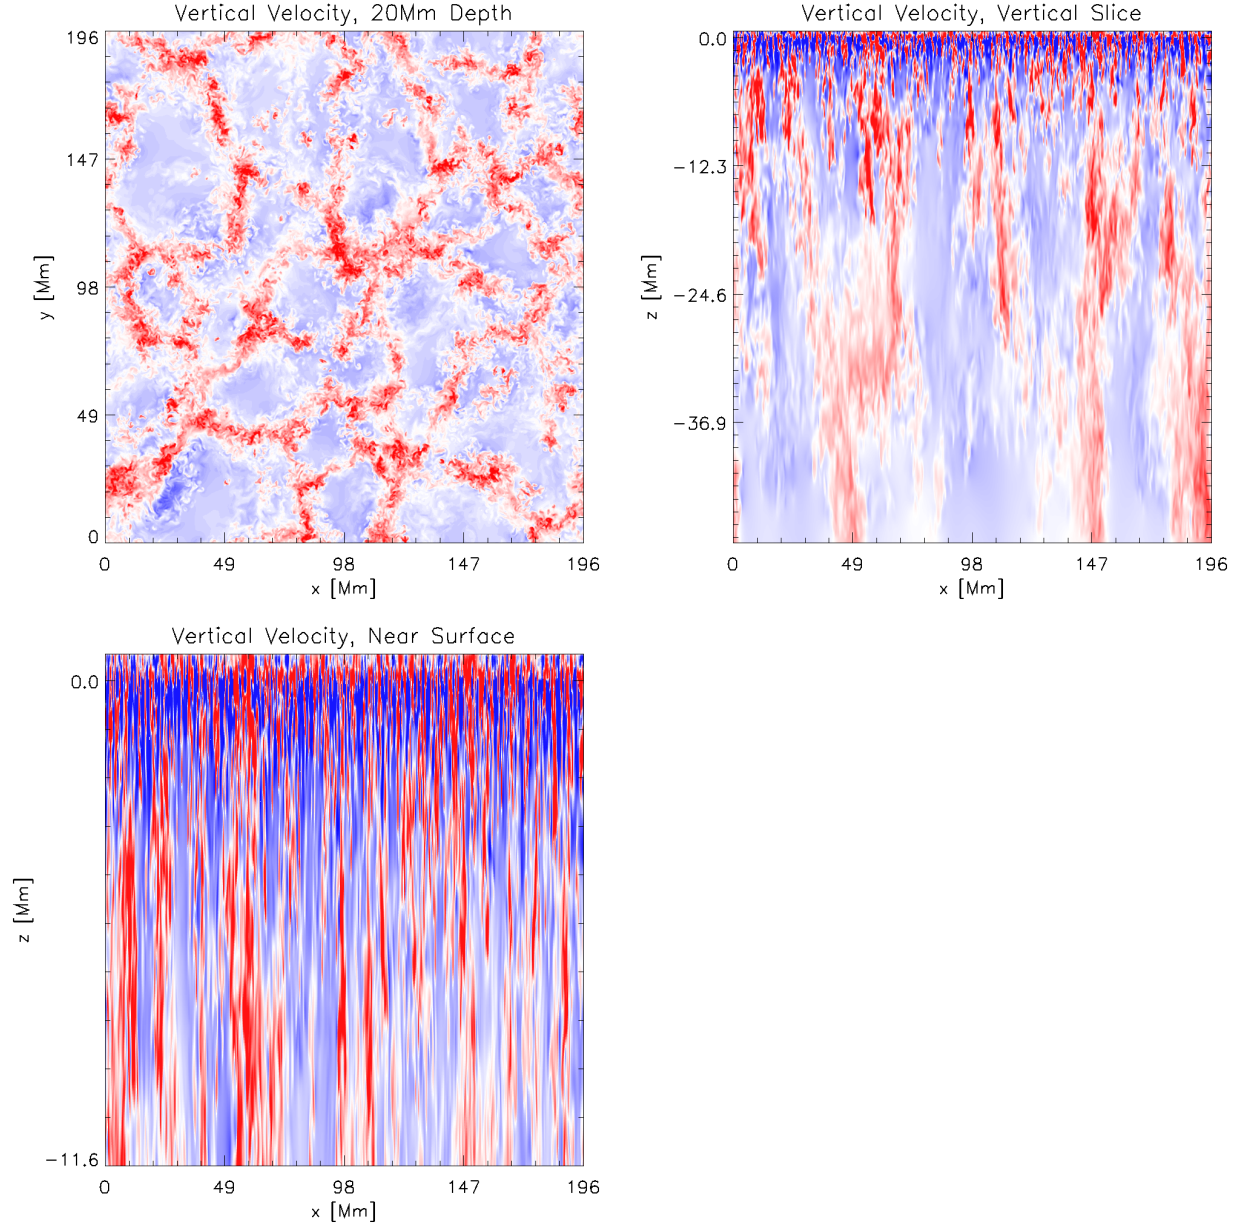 Vertical Velocity, 20Mm Depth
196
147
98
49
0
y [Mm]
0 49 98 147 196
x [Mm]
Vertical Velocity, Vertical Slice
0.0
−12.3
−24.6
−36.9
z [Mm]
0 49 98 147 196
x [Mm]
Vertical Velocity, Near Surface
0.0
−11.6
z [Mm]
0 49 98 147 196
x [Mm]